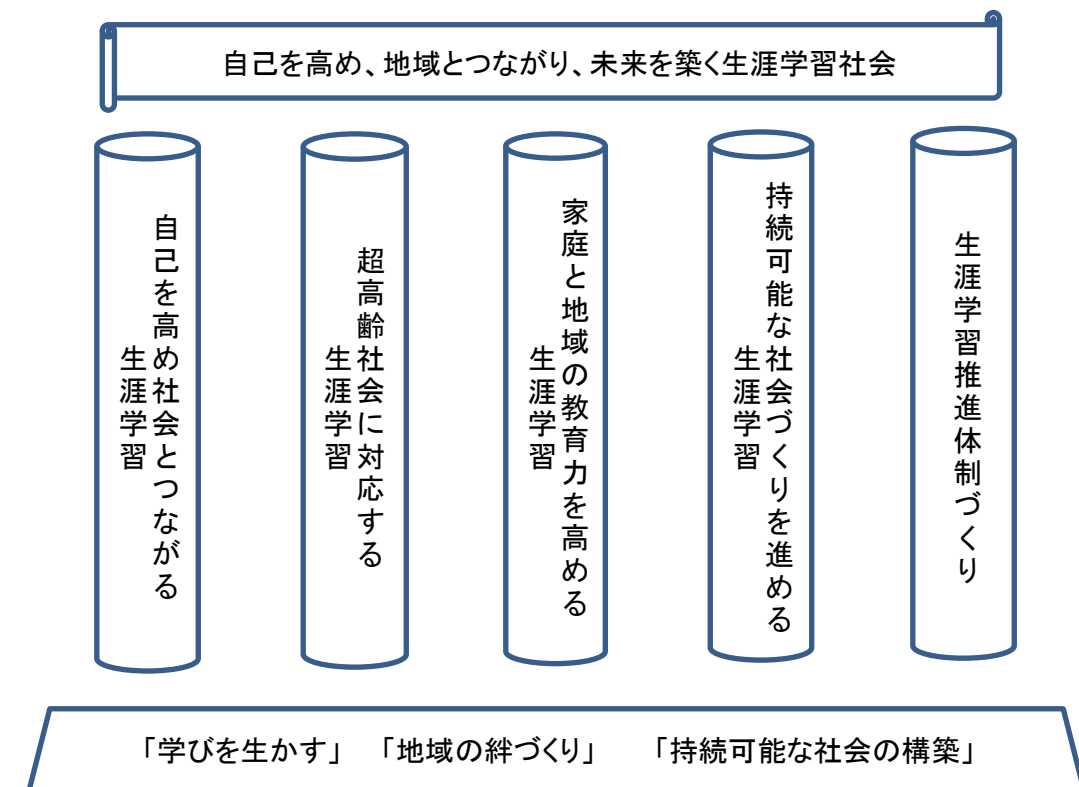 自己を高め、地域とつながり、未来を築く生涯学習社会
自己を高め社会とつながる
生涯学習
超高齢社会に対応する
生涯学習
家庭と地域の教育力を高める
生涯学習
持続可能な社会づくりを進める
生涯学習
生涯学習推進体制づくり
「学びを生かす」 「地域の絆づくり」 「持続可能な社会の構築」